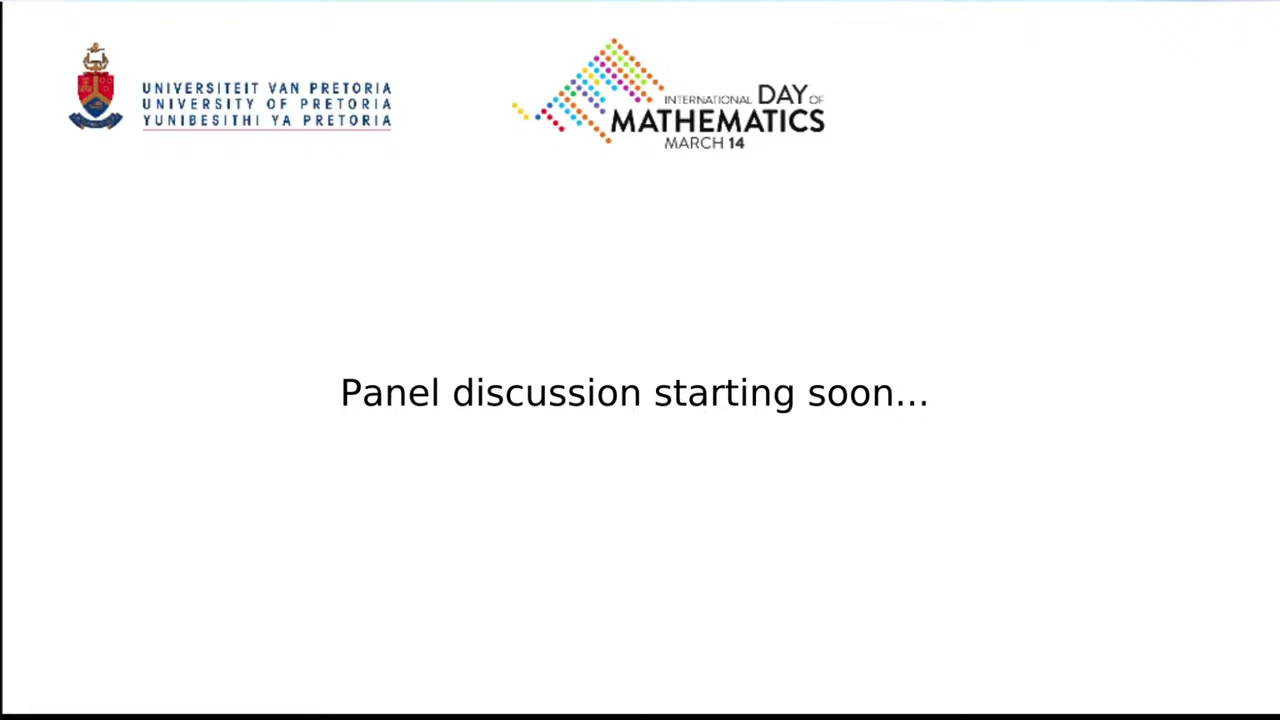 UNIVERSITEIT VAN PRETORIA
UNIVERSITY OF PRETORIA
YUNIBESITHI YA PRETORIA
INTERNATIONAL DAY OF
MATHEMATICS
MARCH 14
Panel discussion starting soon...